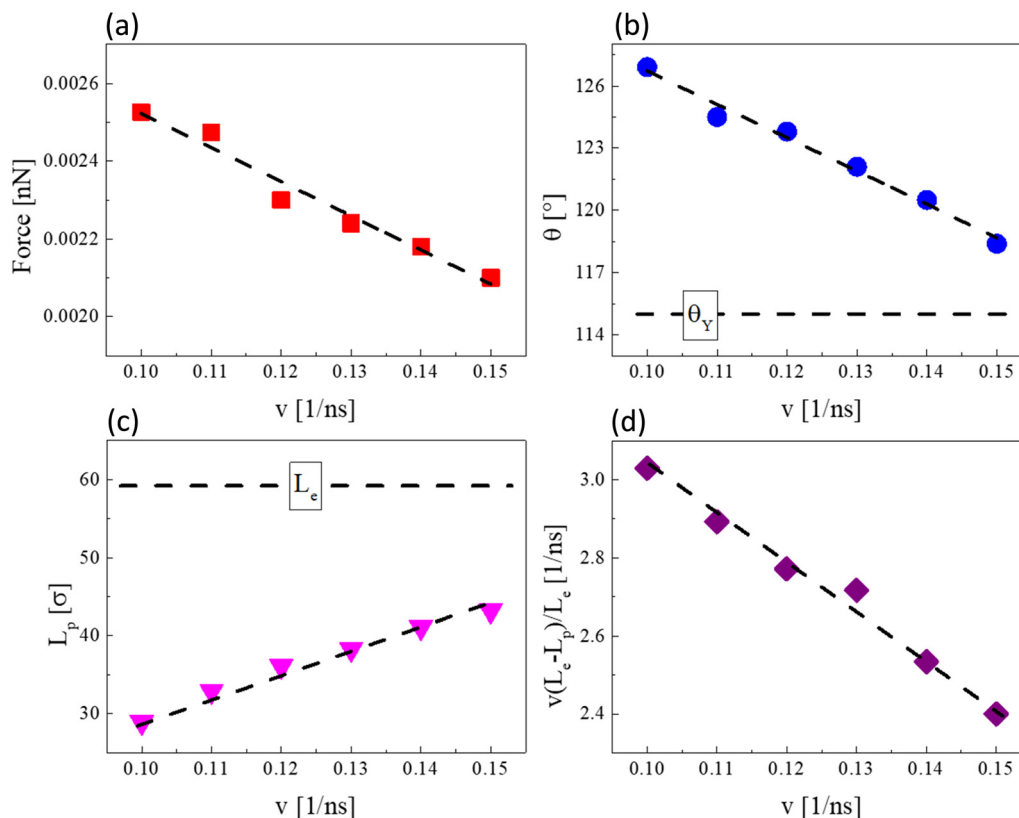 (a)
0.0026
0.0024
0.0022
0.0020
Force [nN]
0.10 0.11 0.12 0.13 0.14 0.15
v [1/ns]
(b)
126
123
120
117
114
θ [°]
θY
0.10 0.11 0.12 0.13 0.14 0.15
v [1/ns]
(c)
60
50
40
30
Lp [σ]
Le
0.10 0.11 0.12 0.13 0.14 0.15
v [1/ns]
(d)
3.0
2.8
2.6
2.4
v(Le-Lp)/Le [1/ns]
0.10 0.11 0.12 0.13 0.14 0.15
v [1/ns]